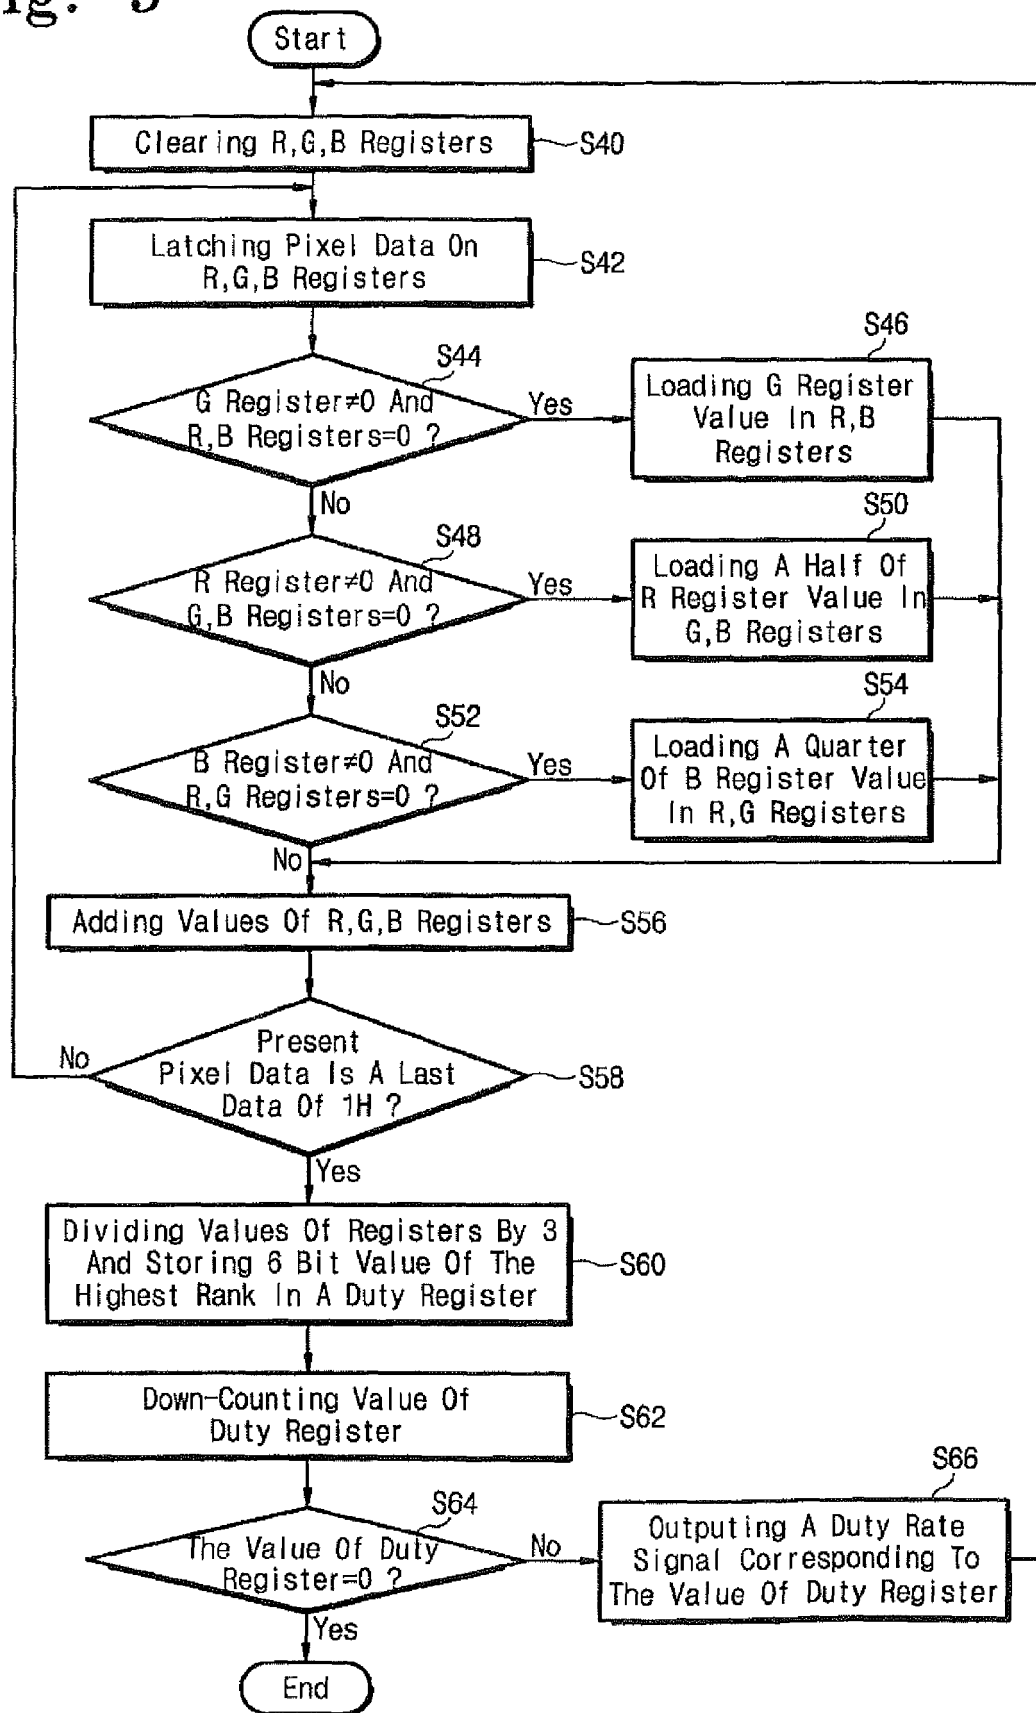 Start
Clearing R,G,B Registers
S40
Latching Pixel Data On
R,G,B Registers
S42
S44
G Register≠0 And
R,B Registers=0 ?
Yes
No
S46
Loading G Register
Value In R,B
Registers
S48
R Register≠0 And
G,B Registers=0 ?
Yes
No
S50
Loading A Half Of
R Register Value In
G,B Registers
S52
B Register≠0 And
R,G Registers=0 ?
Yes
No
S54
Loading A Quarter
Of B Register Value
In R,G Registers
Adding Values Of R,G,B Registers
S56
Present
Pixel Data Is A Last
Data Of 1H ?
S58
No
Yes
Dividing Values Of Registers By 3
And Storing 6 Bit Value Of The
Highest Rank In A Duty Register
S60
Down-Counting Value Of
Duty Register
S62
S64
The Value Of Duty
Register=0 ?
No
Yes
S66
Outputing A Duty Rate
Signal Corresponding To
The Value Of Duty Register
End